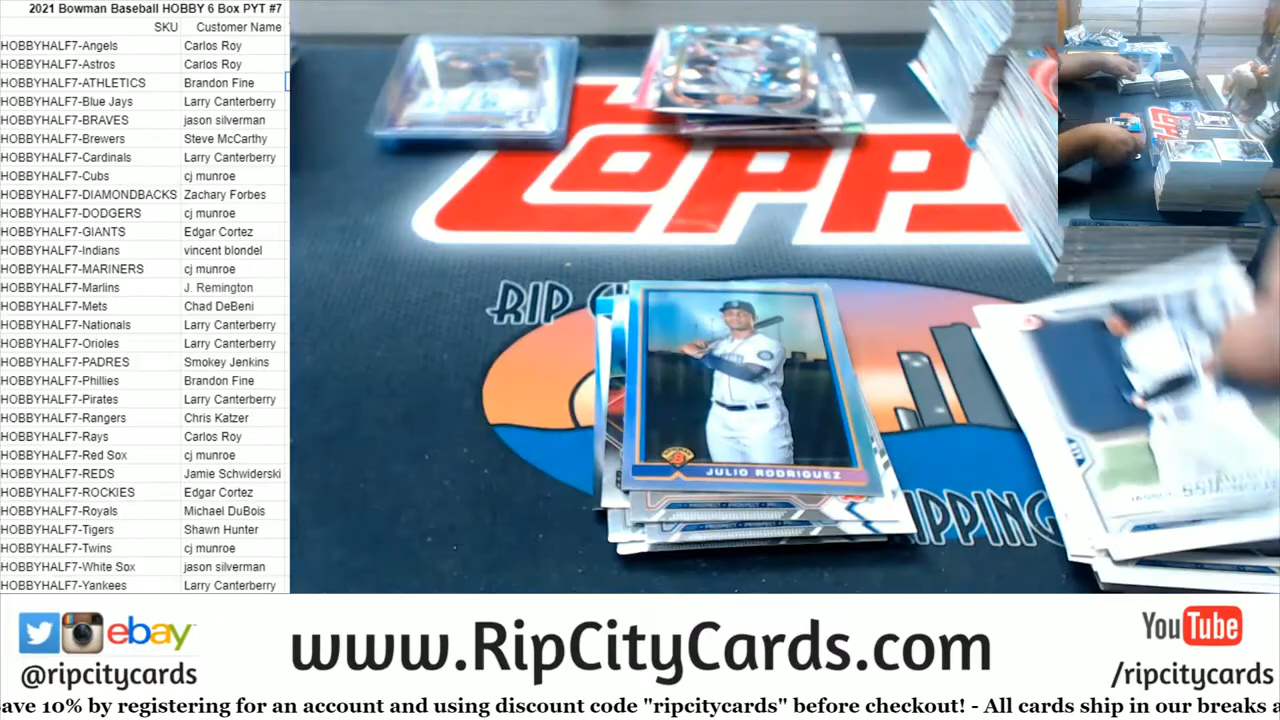 2021 Bowman Baseball HOBBY 6 Box PYT #7
SKU Customer Name
HOBBYHALF7-Angels Carlos Roy
HOBBYHALF7-Astros Carlos Roy
HOBBYHALF7-ATHLETICS Brandon Fine
HOBBYHALF7-Blue Jays Larry Canterberry
HOBBYHALF7-BRAVES jason silverman
HOBBYHALF7-Brewers Steve McCarthy
HOBBYHALF7-Cardinals Larry Canterberry
HOBBYHALF7-Cubs cj munroe
HOBBYHALF7-DIAMONDBACKS Zachary Forbes
HOBBYHALF7-DODGERS cj munroe
HOBBYHALF7-GIANTS Edgar Cortez
HOBBYHALF7-Indians vincent blondel
HOBBYHALF7-MARINERS cj munroe
HOBBYHALF7-Marlins J. Remington
HOBBYHALF7-Mets Chad DeBeni
HOBBYHALF7-Nationals Larry Canterberry
HOBBYHALF7-Orioles Larry Canterberry
HOBBYHALF7-PADRES Smokey Jenkins
HOBBYHALF7-Phillies Brandon Fine
HOBBYHALF7-Pirates Larry Canterberry
HOBBYHALF7-Rangers Chris Katzer
HOBBYHALF7-Rays Carlos Roy
HOBBYHALF7-Red Sox cj munroe
HOBBYHALF7-REDS Jamie Schwiderski
HOBBYHALF7-ROCKIES Edgar Cortez
HOBBYHALF7-Royals Michael DuBois
HOBBYHALF7-Tigers Shawn Hunter
HOBBYHALF7-Twins cj munroe
HOBBYHALF7-White Sox jason silverman
HOBBYHALF7-Yankees Larry Canterberry
TOPP
RIP C
JULIO RODRIGUEZ
PROSPECT
PROSPECT
IPPING
ebay
@ripcitycards
www.RipCityCards.com
YouTube
/ripcitycards
ave 10% by registering for an account and using discount code "ripcitycards" before checkout! - All cards ship in our breaks a